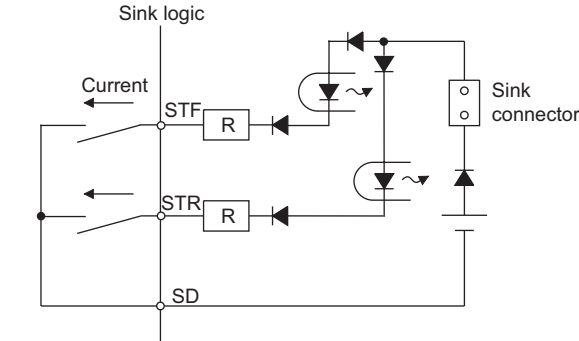 Sink logic
Current
STF
R
Sink
connector
STR
R
SD